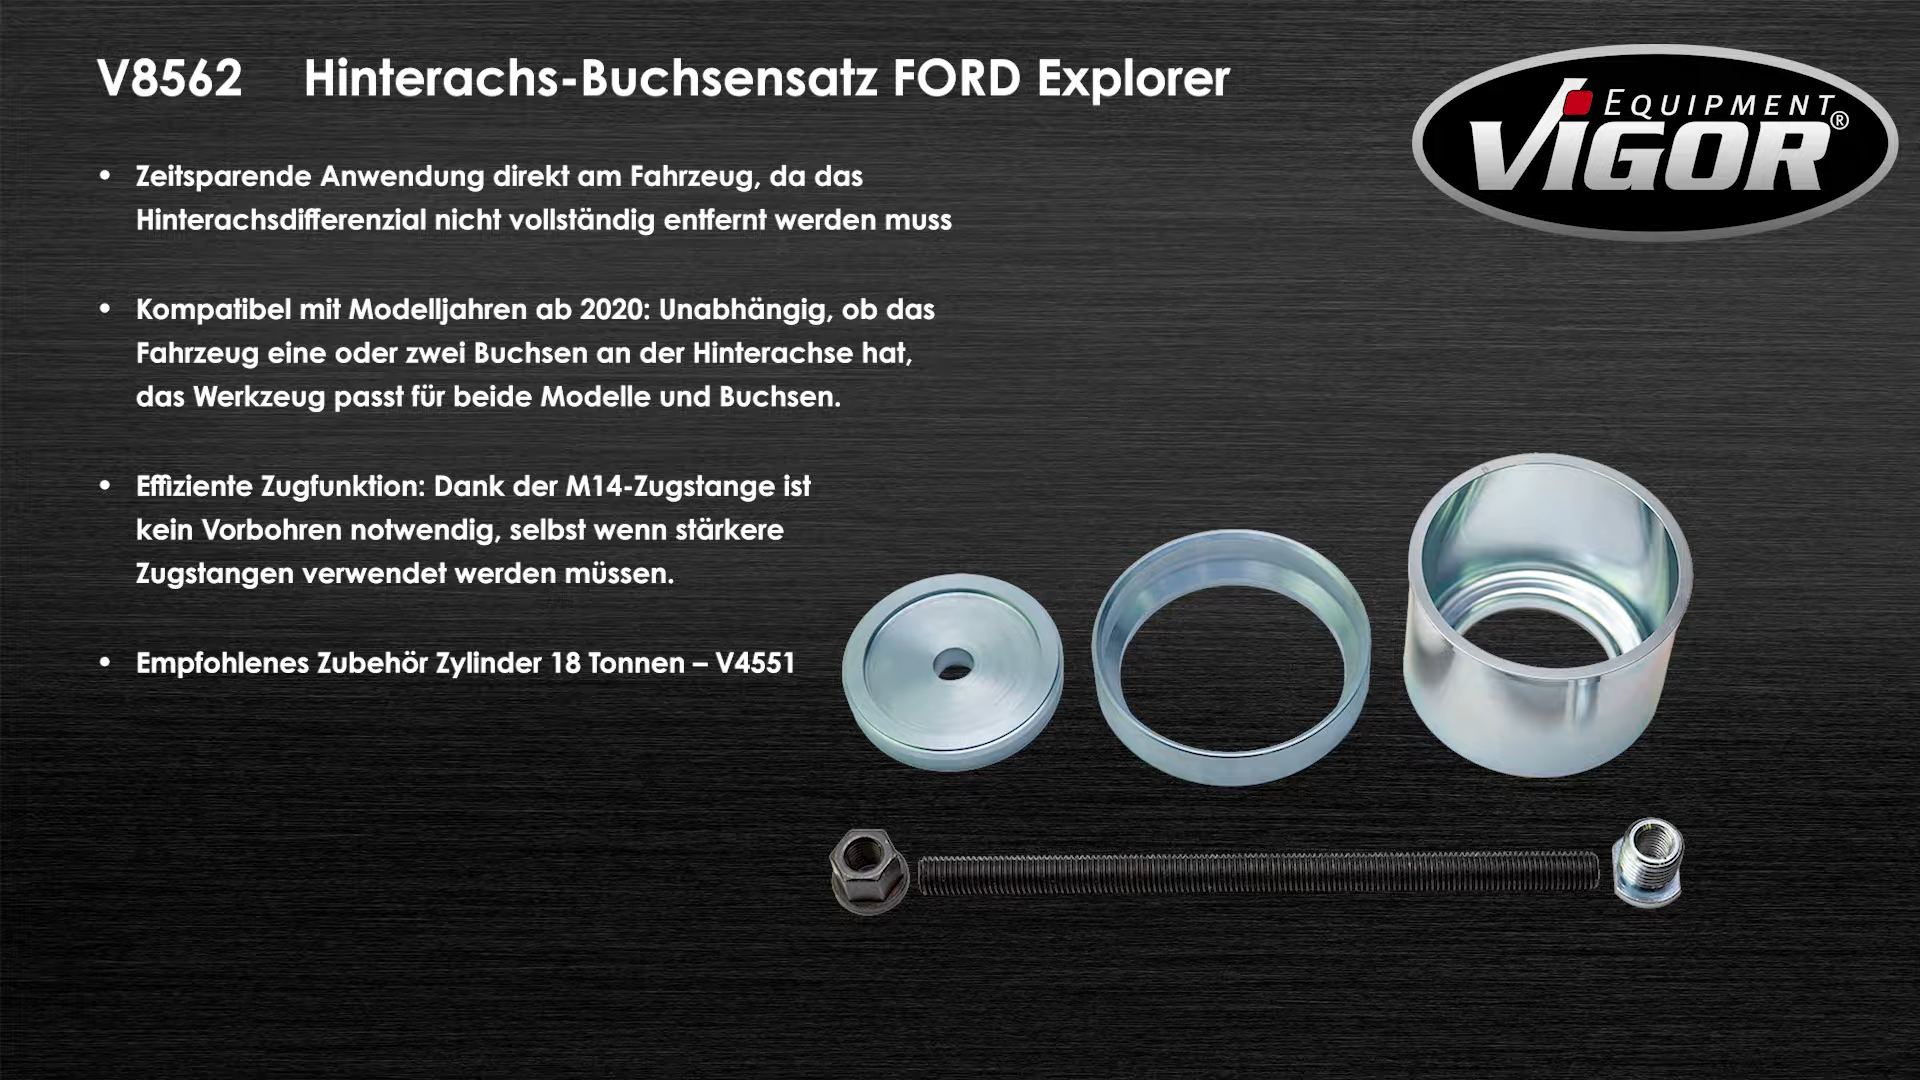 V8562 Hinterachs-Buchsensatz FORD Explorer
EQUIPMENT
VIGOR®
• Zeitsparende Anwendung direkt am Fahrzeug, da das
Hinterachsdifferenzial nicht vollständig entfernt werden muss
• Kompatibel mit Modelljahren ab 2020: Unabhängig, ob das
Fahrzeug eine oder zwei Buchsen an der Hinterachse hat,
das Werkzeug passt für beide Modelle und Buchsen.
• Effiziente Zugfunktion: Dank der M14-Zugstange ist
kein Vorbohren notwendig, selbst wenn stärkere
Zugstangen verwendet werden müssen.
• Empfohlenes Zubehör Zylinder 18 Tonnen – V4551